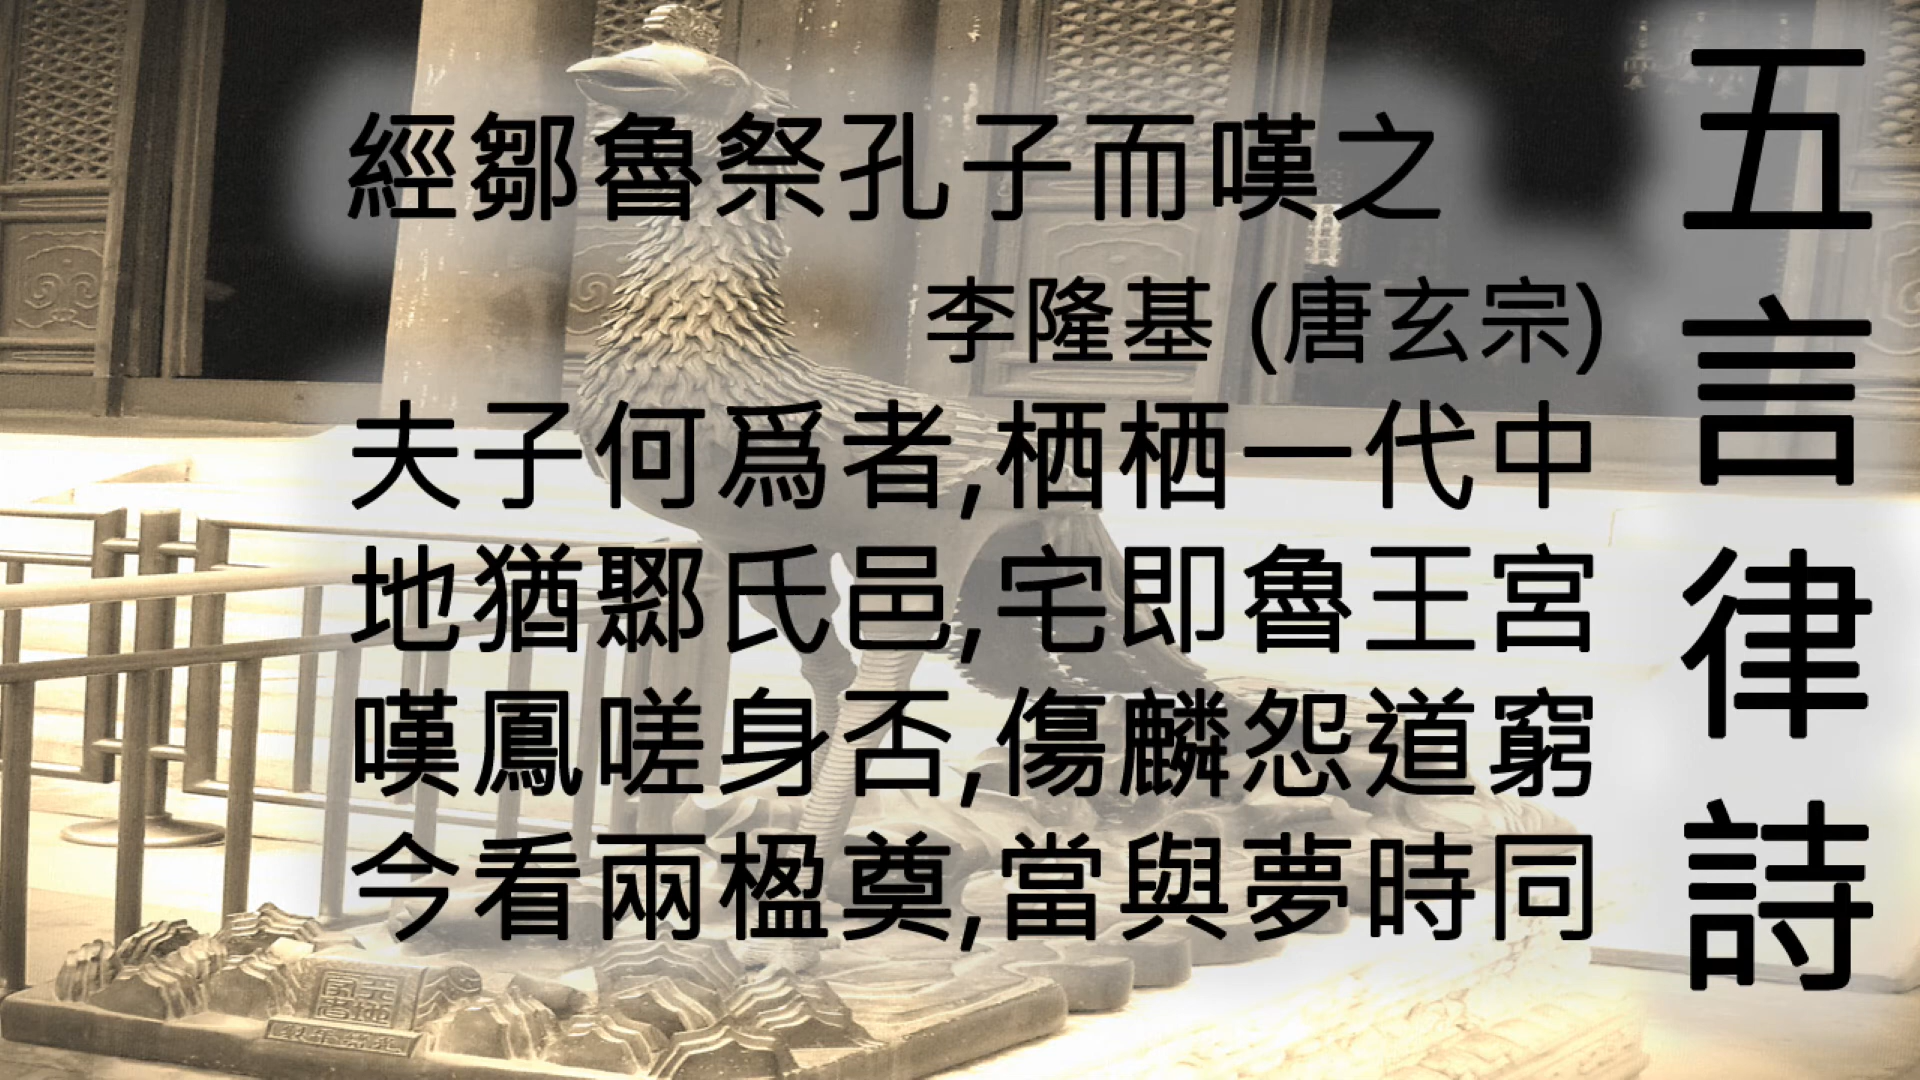 經鄒魯祭孔子而嘆之
李隆基 (唐玄宗)
夫子何爲者,栖栖一代中
地猶鄹氏邑,宅即魯王宮
嘆鳳嗟身否,傷麟怨道窮
今看兩楹奠,當與夢時同
五言律詩